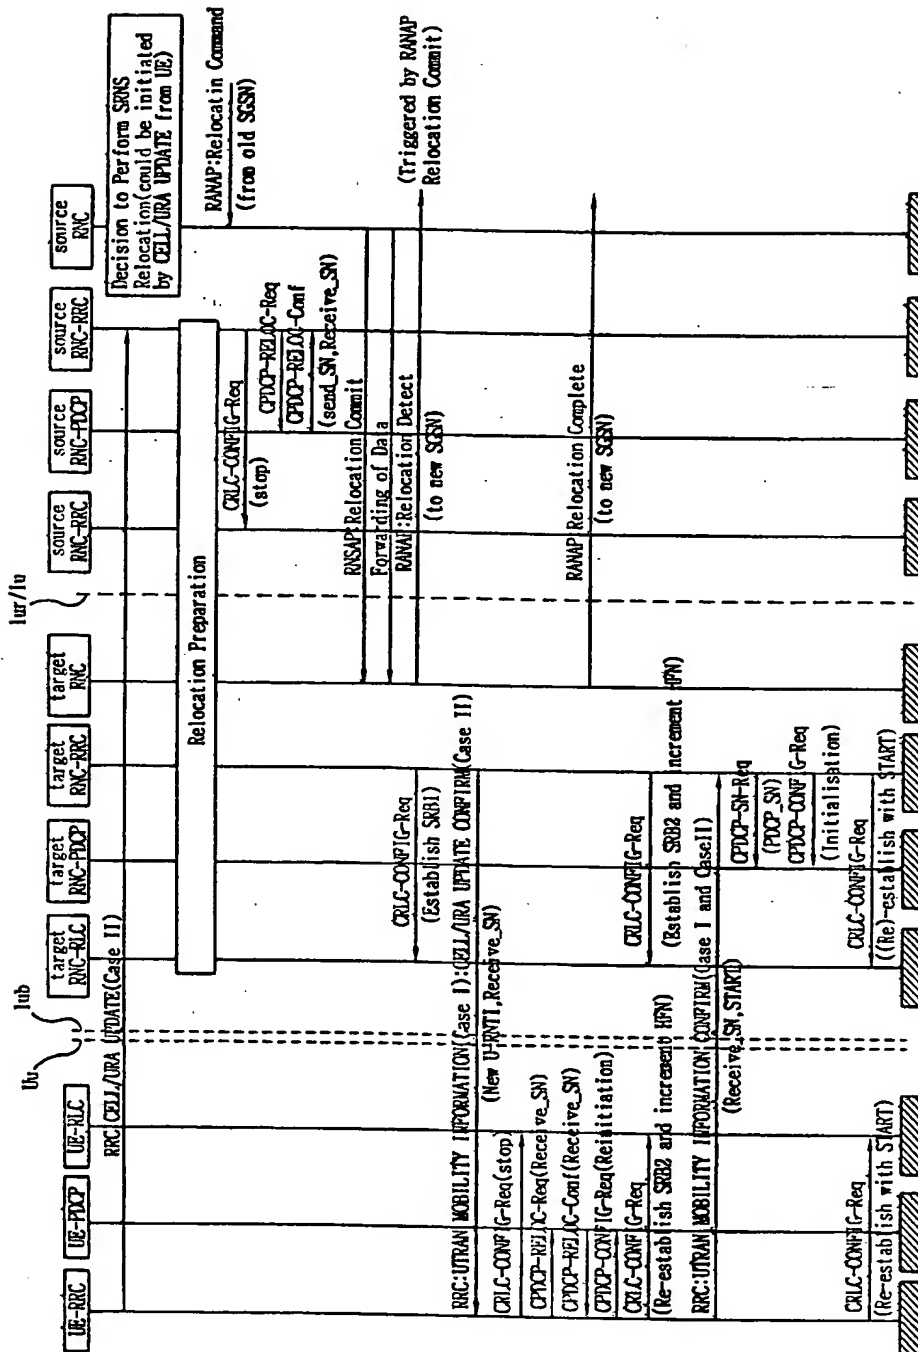 UE-RRC
UE-PDCP
UE-RLC
Uu
Iub
target
RNC-RLC
target
RNC-PDCP
target
RNC-RRC
target
RNC
Iur/Iu
source
RNC-RRC
source
RNC-PDCP
source
RNC-RRC
source
RNC
Decision to Perform SRNS
Relocation(could be initiated
by CELL/URA UPDATE from UE)
RRC:CELL/URA UPDATE(Case II)
Relocation Preparation
RANAP:Relocatin Command
(from old SGSN)
CRLC-CONFIG-Req
(stop)
CPDCP-RELOC-Req
CPDCP-RELOC-Conf
(send_SN,Receive_SN)
RNSAP:Relocation Commit
Forwarding of Data
RANAP:Relocation Detect
(to new SGSN)
(Triggered by RANAP
Relocation Commit)
CRLC-CONFIG-Req
(Establish SRB1)
RRC:UTRAN MOBILITY INFORMATION(Case I):CELL/URA UPDATE CONFIRM(Case II)
(New U-RNTI,Receive_SN)
CRLC-CONFIG-Req(stop)
CPDCP-RELOC-Req(Receive_SN)
CPDCP-RELOC-Conf(Receive_SN)
CPDCP-CONFIG-Req(Reinitiation)
CRLC-CONFIG-Req
(Re-establish SRB2 and increment HFN)
RANAP:Relocation Complete
(to new SGSN)
CRLC-CONFIG-Req
(Establish SRB2 and increment HFN)
RRC:UTRAN MOBILITY INFORMATION CONFIRM(Case I and CaseII)
(Receive_SN,START)
CPDCP-SN-Req
(PDCP_SN)
CPDCP-CONFIG-Req
(Initialisation)
CRLC-CONFIG-Req
((Re)-establish with START)
CRLC-CONFIG-Req
(Re-establish with START)